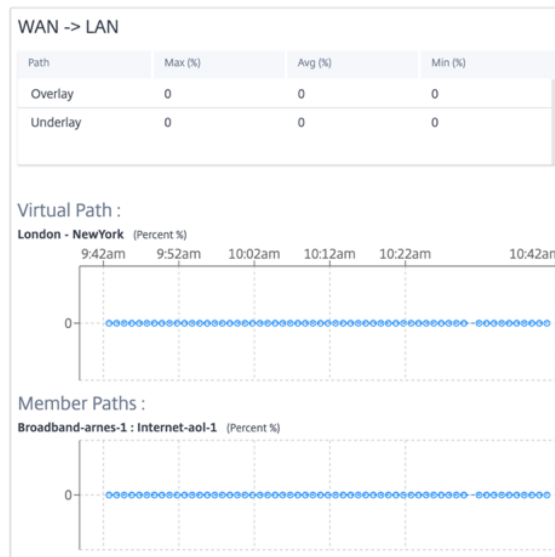 WAN -> LAN
Path Max (%) Avg (%) Min (%)
Overlay 0 0 0
Underlay 0 0 0
Virtual Path :
London - NewYork (Percent %)
9:42am 9:52am 10:02am 10:12am 10:22am 10:42am
0
Member Paths :
Broadband-arnes-1 : Internet-aol-1 (Percent %)
0